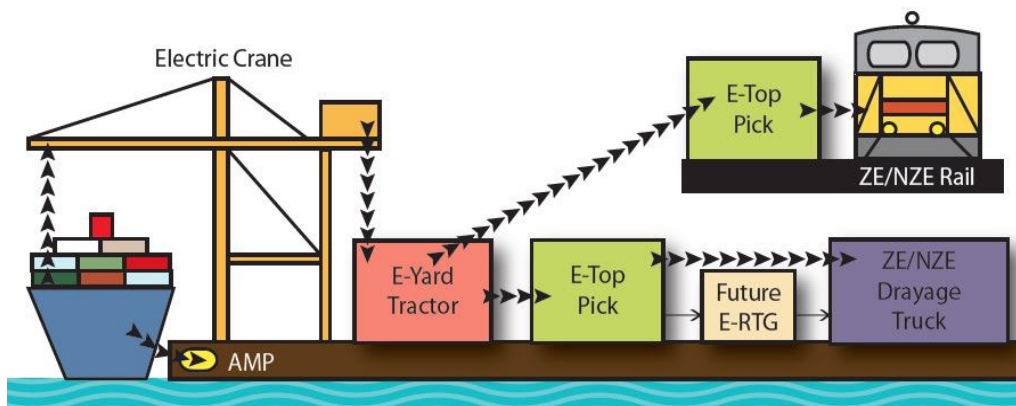 Electric Crane
E-Top
Pick
ZE/NZE Rail
E-Yard
Tractor
E-Top
Pick
Future
E-RTG
ZE/NZE
Drayage
Truck
AMP